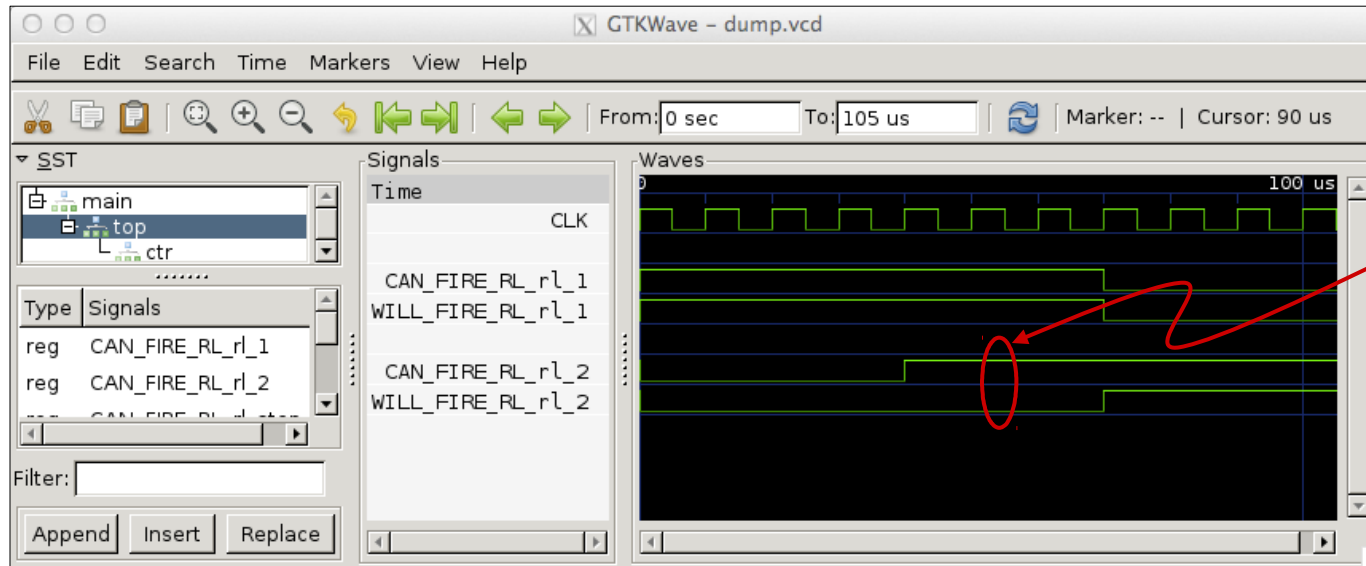 GTKWave – dump.vcd
File Edit Search Time Markers View Help
From: 0 sec To: 105 us Marker: -- | Cursor: 90 us
SST
main
top
ctr
Type Signals
reg CAN_FIRE_RL_rl_1
reg CAN_FIRE_RL_rl_2
Filter:
Append Insert Replace
Signals
Time
CLK
CAN_FIRE_RL_rl_1
WILL_FIRE_RL_rl_1
CAN_FIRE_RL_rl_2
WILL_FIRE_RL_rl_2
Waves
0 100 us